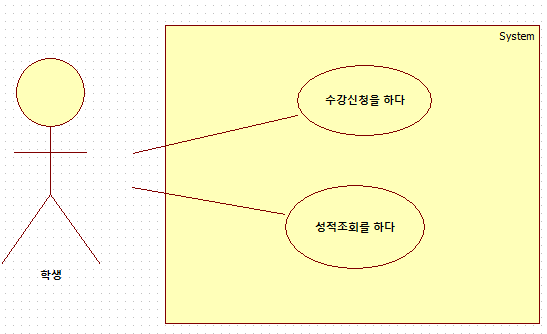 System
수강신청을 하다
성적조회를 하다
학생